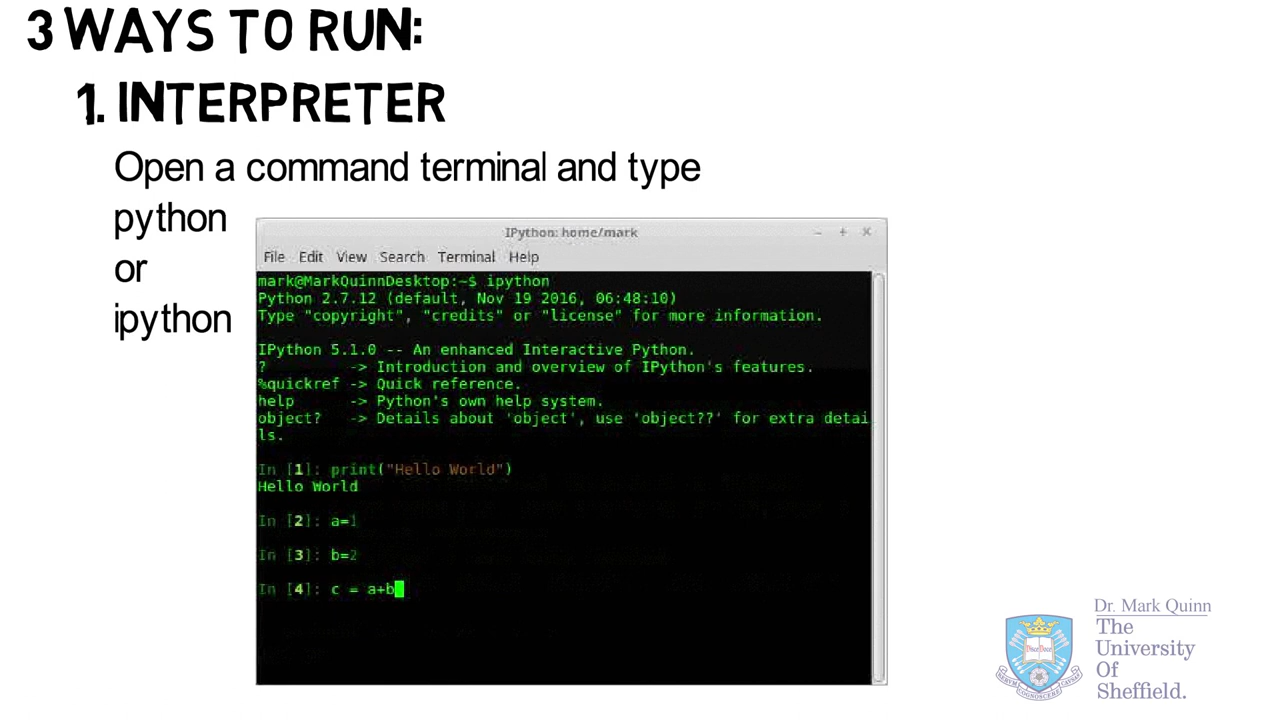 3 WAYS TO RUN:
1. INTERPRETER
Open a command terminal and type
python
or
ipython
IPython: home/mark
File Edit View Search Terminal Help
mark@MarkQuinnDesktop:~$ ipython
Python 2.7.12 (default, Nov 19 2016, 06:48:10)
Type "copyright", "credits" or "license" for more information.
IPython 5.1.0 -- An enhanced Interactive Python.
? -> Introduction and overview of IPython's features.
%quickref -> Quick reference.
help -> Python's own help system.
object? -> Details about 'object', use 'object??' for extra detai
ls.
In [1]: print("Hello World")
Hello World
In [2]: a=1
In [3]: b=2
In [4]: c = a+b
Dr. Mark Quinn
The
University
Of
Sheffield.